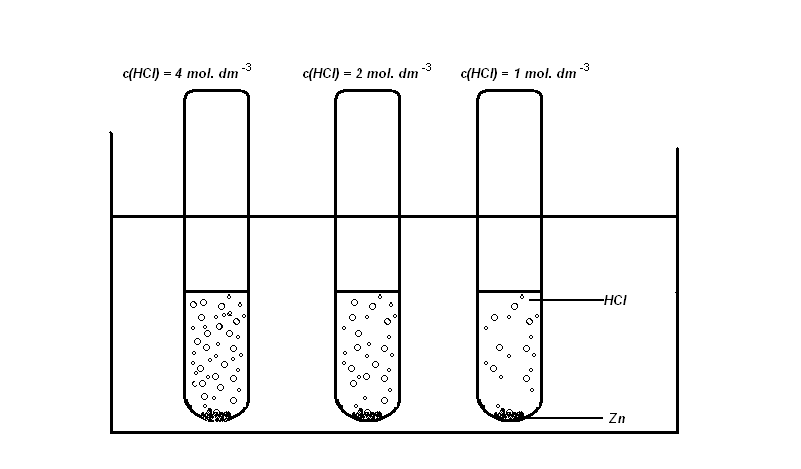 c(HCl) = 4 mol. dm⁻³
c(HCl) = 2 mol. dm⁻³
c(HCl) = 1 mol. dm⁻³
HCl
Zn